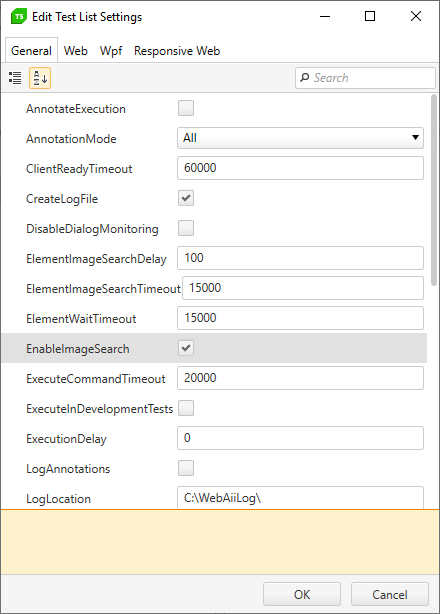 TS Edit Test List Settings
General Web Wpf Responsive Web
Search
AnnotateExecution
AnnotationMode All
ClientReadyTimeout 60000
CreateLogFile
DisableDialogMonitoring
ElementImageSearchDelay 100
ElementImageSearchTimeout 15000
ElementWaitTimeout 15000
EnableImageSearch
ExecuteCommandTimeout 20000
ExecuteInDevelopmentTests
ExecutionDelay 0
LogAnnotations
LogLocation C:\WebAiiLog\
OK Cancel